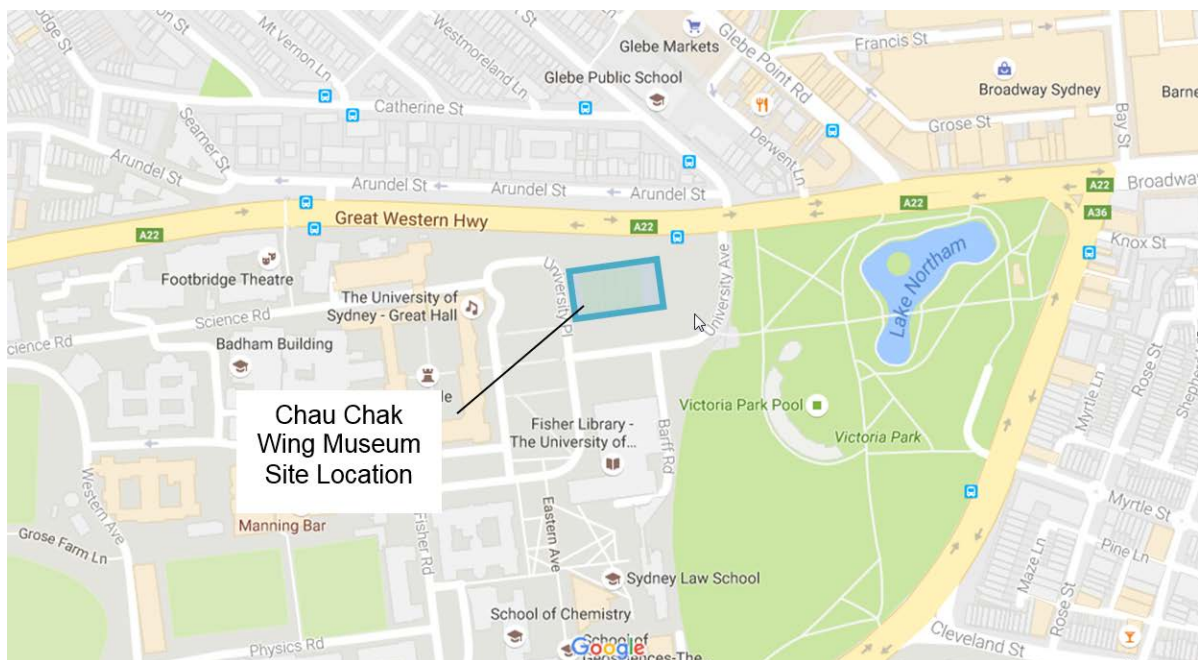 Mt Vernon Ln
Westmoreland Ln
Glebe Markets
Glebe Point Rd
Francis St
Glebe Public School
Broadway Sydney
Barne
Catherine St
Grose St
Bay St
Seamer St
Derwent Ln
Arundel St
Arundel St
Arundel St
Arundel St
A22
Broadway
Great Western Hwy
A22
A22
A22
A36
Knox St
Footbridge Theatre
University Pl
University Ave
Lake Northam
The University of
Sydney - Great Hall
Science Rd
cience Rd
Badham Building
Rose St
Myrtle Ln
Chau Chak
Wing Museum
Site Location
le
Fisher Library -
The University of...
Barff Rd
Victoria Park Pool
Victoria Park
Western Ave
Manning Bar
Fisher Rd
Eastern Ave
Myrtle St
Grose Farm Ln
Maze Ln
Pine Ln
Rose St
Sydney Law School
School of Chemistry
Physics Rd
School of
Google
Cleveland St